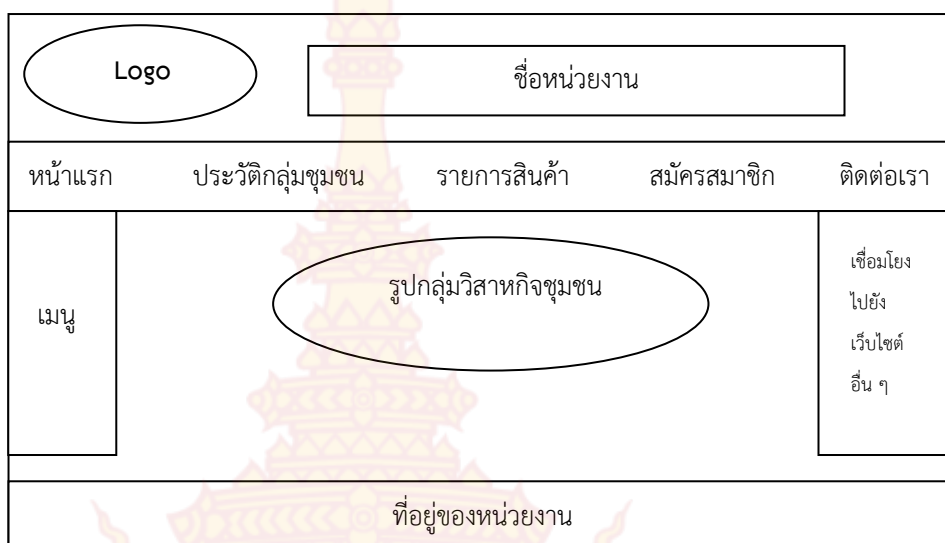 Logo
ชื่อหน่วยงาน
หน้าแรก ประวัติกลุ่มชุมชน รายการสินค้า สมัครสมาชิก ติดต่อเรา
เมนู
รูปกลุ่มวิสาหกิจชุมชน
เชื่อมโยง
ไปยัง
เว็บไซต์
อื่น ๆ
ที่อยู่ของหน่วยงาน